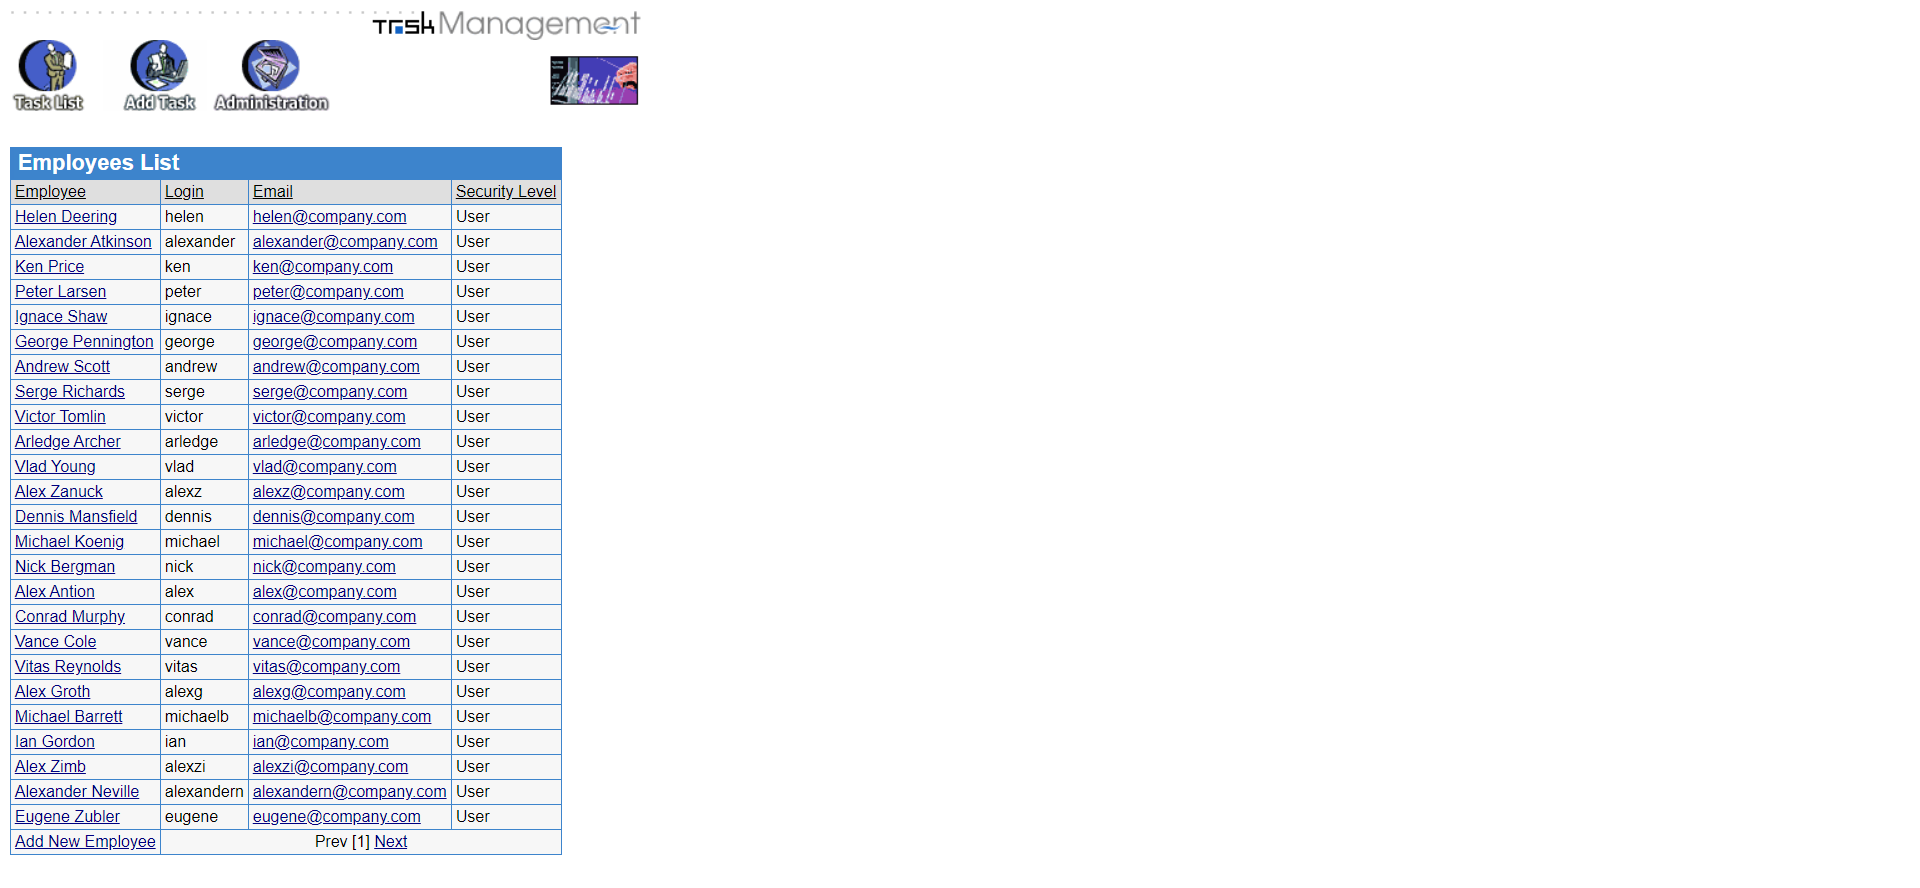 Task Management
Task List Add Task Administration
Employees List
Employee Login Email Security Level
Helen Deering helen helen@company.com User
Alexander Atkinson alexander alexander@company.com User
Ken Price ken ken@company.com User
Peter Larsen peter peter@company.com User
Ignace Shaw ignace ignace@company.com User
George Pennington george george@company.com User
Andrew Scott andrew andrew@company.com User
Serge Richards serge serge@company.com User
Victor Tomlin victor victor@company.com User
Arledge Archer arledge arledge@company.com User
Vlad Young vlad vlad@company.com User
Alex Zanuck alexz alexz@company.com User
Dennis Mansfield dennis dennis@company.com User
Michael Koenig michael michael@company.com User
Nick Bergman nick nick@company.com User
Alex Antion alex alex@company.com User
Conrad Murphy conrad conrad@company.com User
Vance Cole vance vance@company.com User
Vitas Reynolds vitas vitas@company.com User
Alex Groth alexg alexg@company.com User
Michael Barrett michaelb michaelb@company.com User
Ian Gordon ian ian@company.com User
Alex Zimb alexzi alexzi@company.com User
Alexander Neville alexandern alexandern@company.com User
Eugene Zubler eugene eugene@company.com User
Add New Employee Prev [1] Next